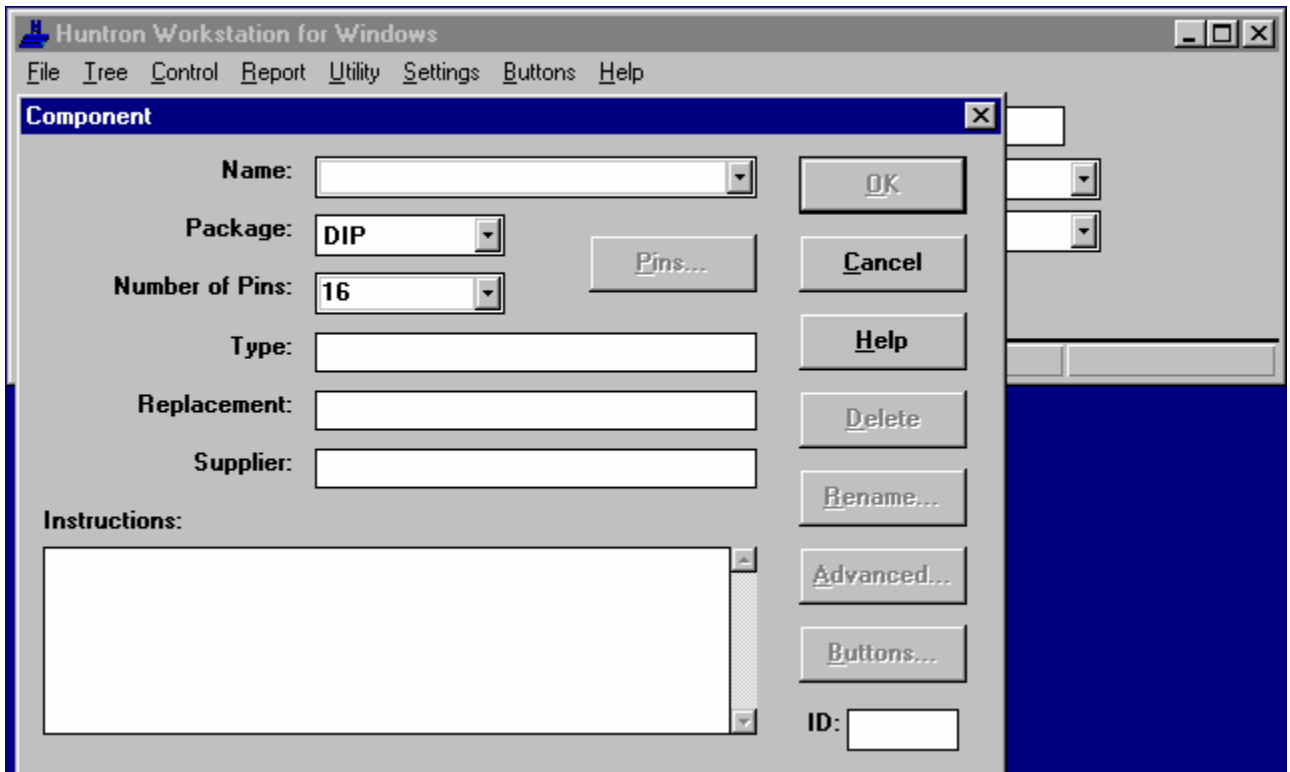 Huntron Workstation for Windows
File Tree Control Report Utility Settings Buttons Help
Component
Name:
OK
Package: DIP
Pins...
Cancel
Number of Pins: 16
Type:
Help
Replacement:
Delete
Supplier:
Rename...
Instructions:
Advanced...
Buttons...
ID: